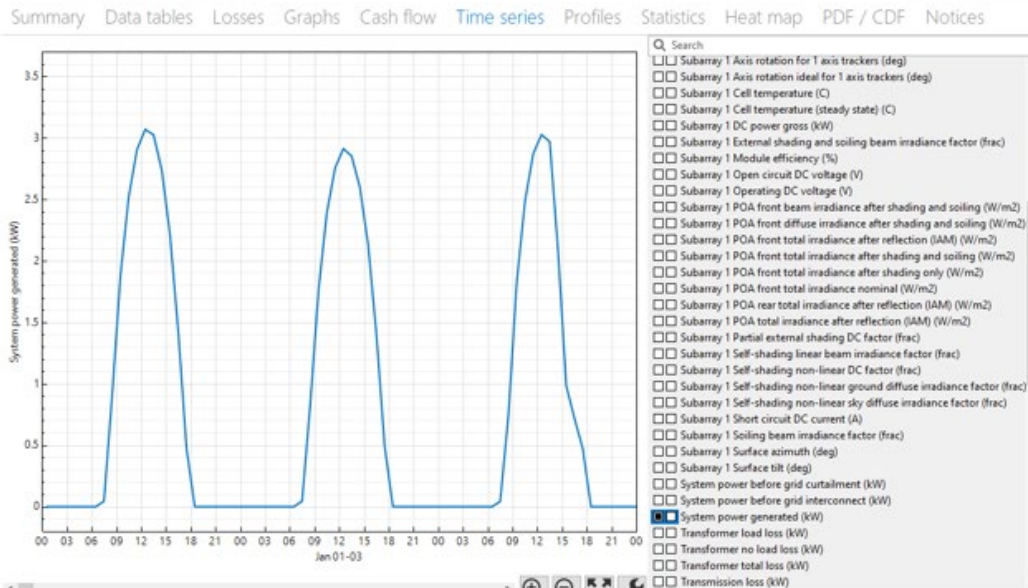 Summary Data tables Losses Graphs Cash flow Time series Profiles Statistics Heat map PDF / CDF Notices
System power generated (kW)
3.5
3
2.5
2
1.5
1
0.5
0
00 03 06 09 12 15 18 21 00 03 06 09 12 15 18 21 00 03 06 09 12 15 18 21 00
Jan 01-03
Search
Subarray 1 Axis rotation for 1 axis trackers (deg)
Subarray 1 Axis rotation ideal for 1 axis trackers (deg)
Subarray 1 Cell temperature (C)
Subarray 1 Cell temperature (steady state) (C)
Subarray 1 DC power gross (kW)
Subarray 1 External shading and soiling beam irradiance factor (frac)
Subarray 1 Module efficiency (%)
Subarray 1 Open circuit DC voltage (V)
Subarray 1 Operating DC voltage (V)
Subarray 1 POA front beam irradiance after shading and soiling (W/m2)
Subarray 1 POA front diffuse irradiance after shading and soiling (W/m2)
Subarray 1 POA front total irradiance after reflection (IAM) (W/m2)
Subarray 1 POA front total irradiance after shading and soiling (W/m2)
Subarray 1 POA front total irradiance after shading only (W/m2)
Subarray 1 POA front total irradiance nominal (W/m2)
Subarray 1 POA rear total irradiance after reflection (IAM) (W/m2)
Subarray 1 POA total irradiance after reflection (IAM) (W/m2)
Subarray 1 Partial external shading DC factor (frac)
Subarray 1 Self-shading linear beam irradiance factor (frac)
Subarray 1 Self-shading non-linear DC factor (frac)
Subarray 1 Self-shading non-linear ground diffuse irradiance factor (frac)
Subarray 1 Self-shading non-linear sky diffuse irradiance factor (frac)
Subarray 1 Short circuit DC current (A)
Subarray 1 Soiling beam irradiance factor (frac)
Subarray 1 Surface azimuth (deg)
Subarray 1 Surface tilt (deg)
System power before grid curtailment (kW)
System power before grid interconnect (kW)
System power generated (kW)
Transformer load loss (kW)
Transformer no load loss (kW)
Transformer total loss (kW)
Transmission loss (kW)